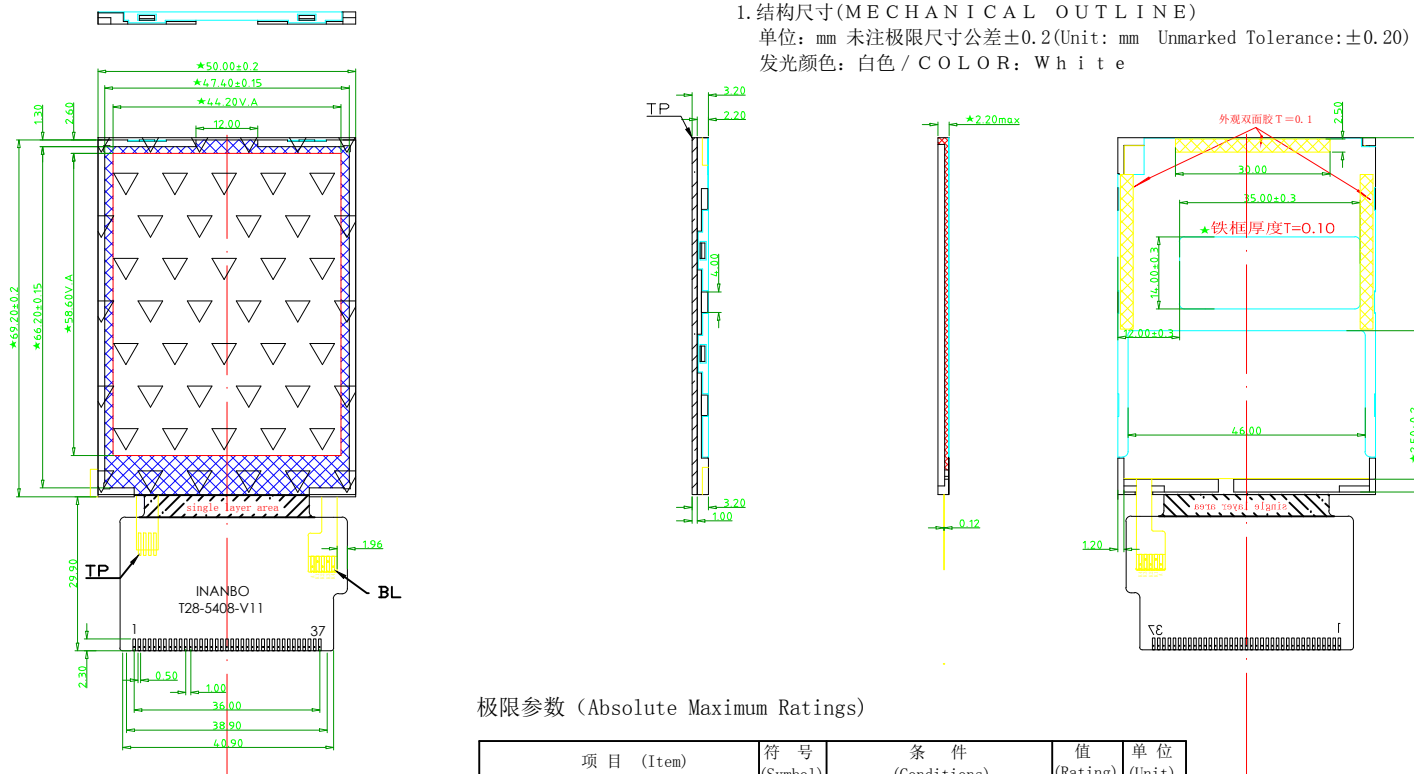 1.结构尺寸(MECHANICAL OUTLINE)
单位: mm 未注极限尺寸公差±0.2(Unit: mm Unmarked Tolerance:±0.20)
发光颜色: 白色 / COLOR: White
★50.00±0.2
★47.40±0.15
★44.20V.A
12.00
1.30
2.60
★69.20±0.2
★66.20±0.15
★58.60V.A
single layer area
29.90
TP
BL
1.96
INANBO
T28-5408-V11
1
37
2.30
0.50
1.00
36.00
38.90
40.90
TP
3.20
2.20
4.00
3.20
1.00
★2.20max
0.12
外观双面胶T=0.1
2.50
30.00
35.00±0.3
★铁框厚度T=0.10
14.00±0.3
12.00±0.3
46.00
single layer area
1.20
37
1
极限参数 (Absolute Maximum Ratings)
项 目 (Item)
符 号
(Symbol)
条 件
(Conditions)
值
(Rating)
单 位
(Unit)